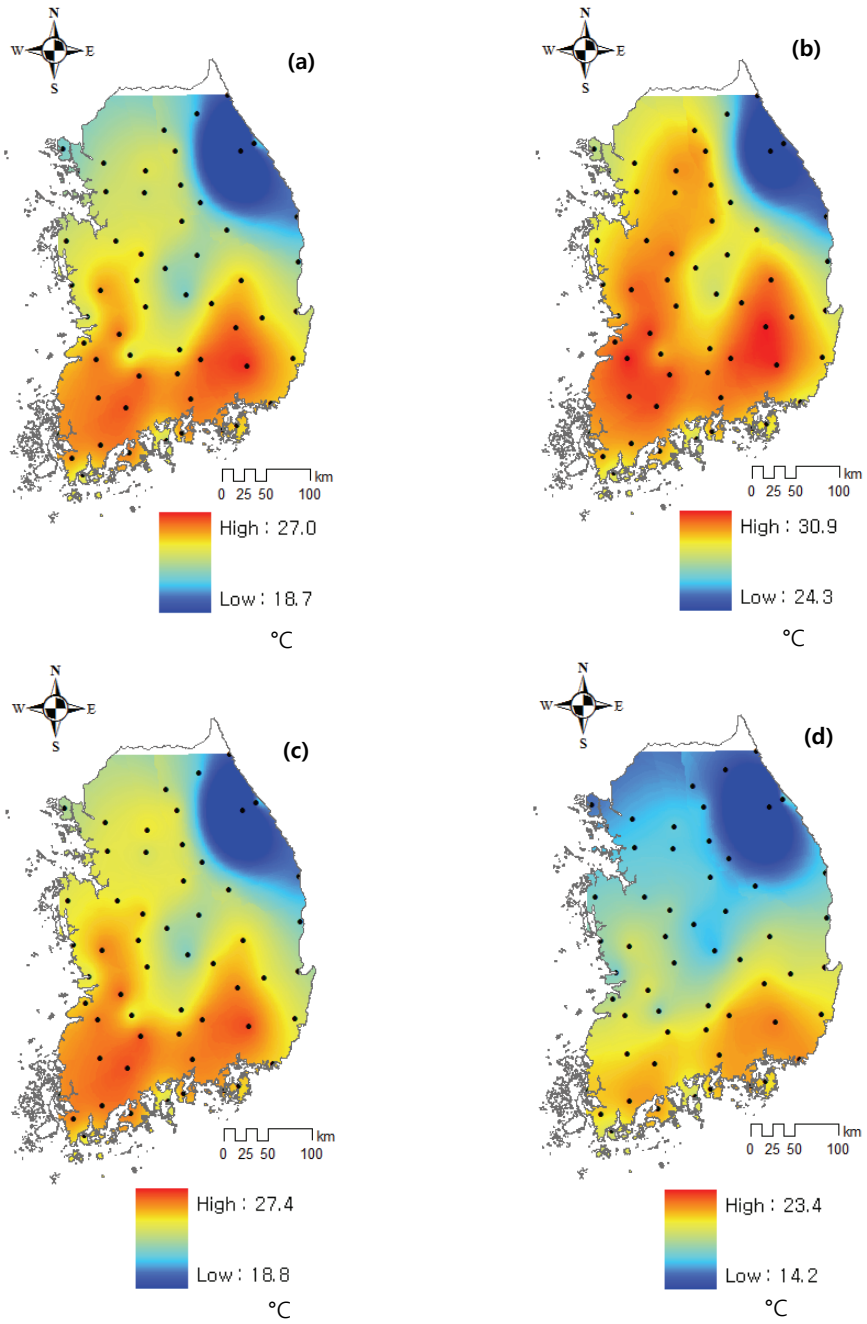 N
W E
S
(a)
km
0 25 50 100
High : 27.0
Low : 18.7
°C
N
W E
S
(b)
km
0 25 50 100
High : 30.9
Low : 24.3
°C
N
W E
S
(c)
km
0 25 50 100
High : 27.4
Low : 18.8
°C
N
W E
S
(d)
km
0 25 50 100
High : 23.4
Low : 14.2
°C